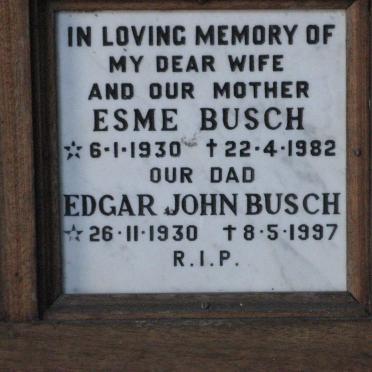 IN LOVING MEMORY OF
MY DEAR WIFE
AND OUR MOTHER
ESME BUSCH
☆ 6·1·1930 † 22·4·1982
OUR DAD
EDGAR JOHN BUSCH
☆ 26·11·1930 † 8·5·1997
R.I.P.